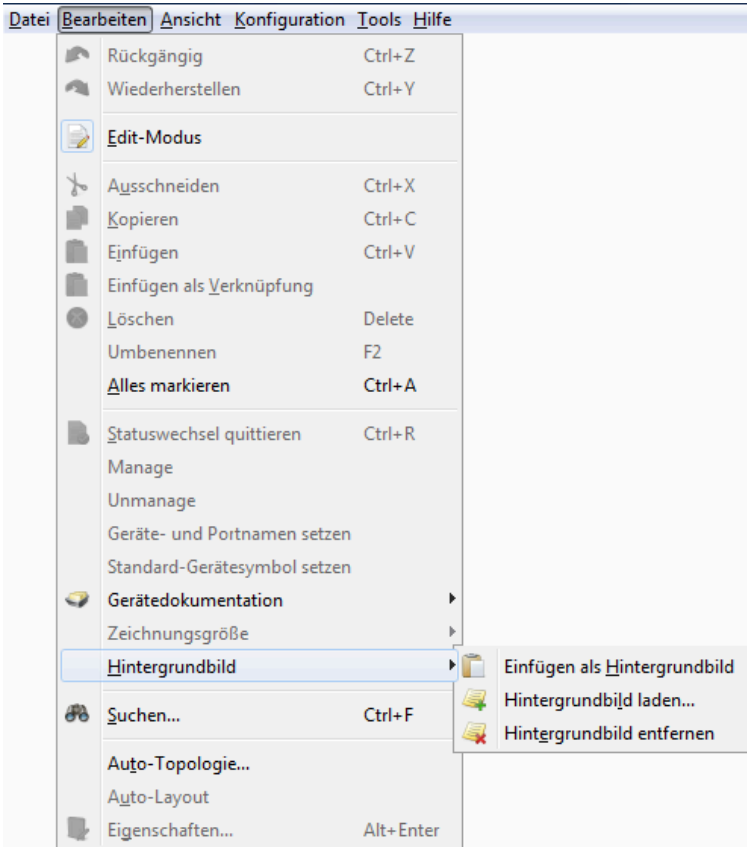 Datei Bearbeiten Ansicht Konfiguration Tools Hilfe
Rückgängig Ctrl+Z
Wiederherstellen Ctrl+Y
Edit-Modus
Ausschneiden Ctrl+X
Kopieren Ctrl+C
Einfügen Ctrl+V
Einfügen als Verknüpfung
Löschen Delete
Umbenennen F2
Alles markieren Ctrl+A
Statuswechsel quittieren Ctrl+R
Manage
Unmanage
Geräte- und Portnamen setzen
Standard-Gerätesymbol setzen
Gerätedokumentation
Zeichnungsgröße
Hintergrundbild
Einfügen als Hintergrundbild
Hintergrundbild laden...
Hintergrundbild entfernen
Suchen... Ctrl+F
Auto-Topologie...
Auto-Layout
Eigenschaften... Alt+Enter